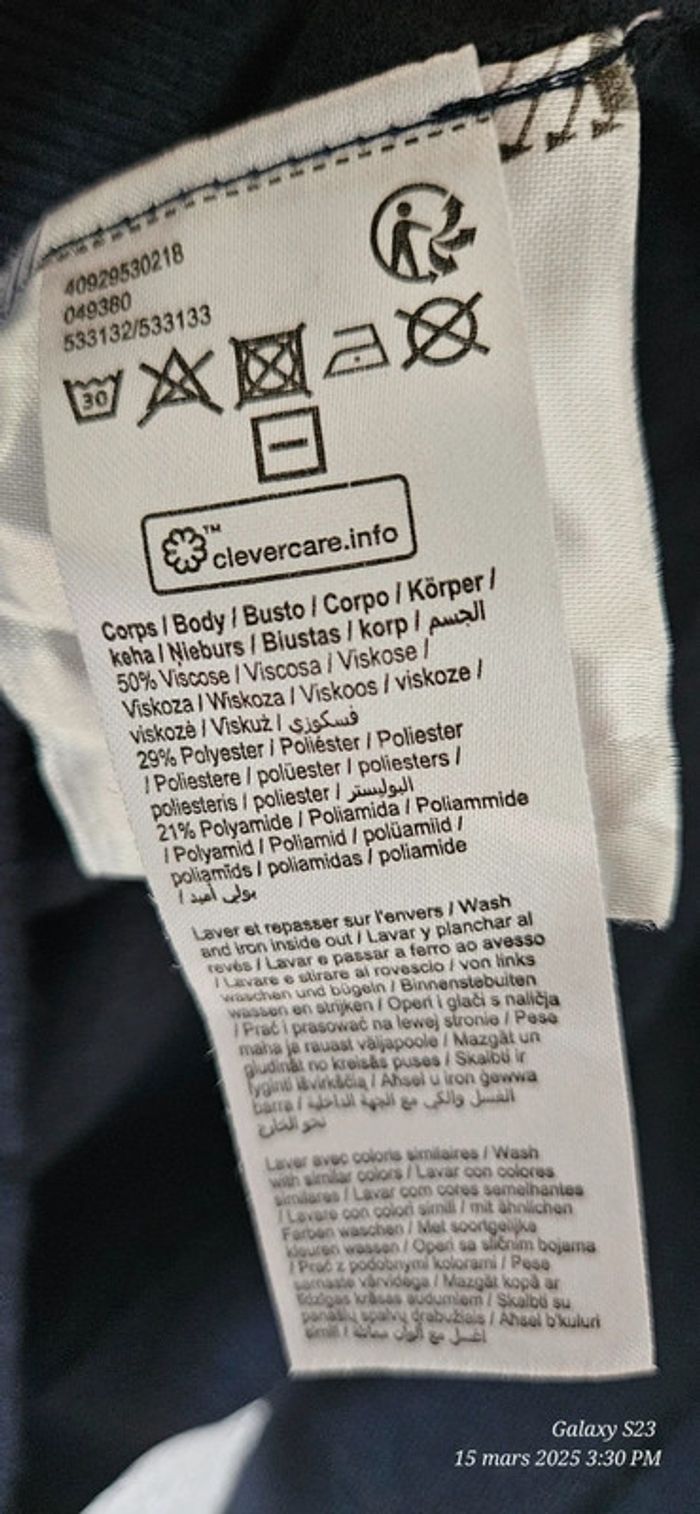 40929530218
049380
533132/533133
30
™
clevercare.info
Corps / Body / Busto / Corpo / Körper /
keha / Ņieburs / Biustas / korp / الجسم
50% Viscose / Viscosa / Viskose /
Viskoza / Wiskoza / Viskoos / viskoze /
viskozė / Viskuż / فسكوزي
29% Polyester / Poliéster / Poliester
/ Poliestere / polüester / poliesters /
poliesteris / poliester / البوليستر
21% Polyamide / Poliamida / Poliammide
/ Polyamid / Poliamid / polüamiid /
poliamīds / poliamidas / poliamide
/ بولي أميد
Laver et repasser sur l'envers / Wash
and iron inside out / Lavar y planchar al
revés / Lavar e passar a ferro ao avesso
/ Lavare e stirare al rovescio / von links
waschen und bügeln / Binnenstebuiten
wassen en strijken / Operi i glači s naličja
/ Prać i prasować na lewej stronie / Pese
maha ja rauast väljapoole / Mazgāt un
gludināt no kreisās puses / Skalbti ir
lyginti išvirkščią / Aħsel u iron ġewwa
barra / الغسل والكي مع الجهة الداخلية
نحو الخارج
Laver avec coloris similaires / Wash
with similar colors / Lavar con colores
similares / Lavar com cores semelhantes
/ Lavare con colori simili / mit ähnlichen
Farben waschen / Met soortgelijke
kleuren wassen / Operi sa sličnim bojama
/ Prać z podobnymi kolorami / Pese
sarnaste värvidega / Mazgāt kopā ar
līdzīgas krāsas audumiem / Skalbti su
panašių spalvų drabužiais / Aħsel b'kuluri
simili / اغسل مع ألوان مماثلة
Galaxy S23
15 mars 2025 3:30 PM